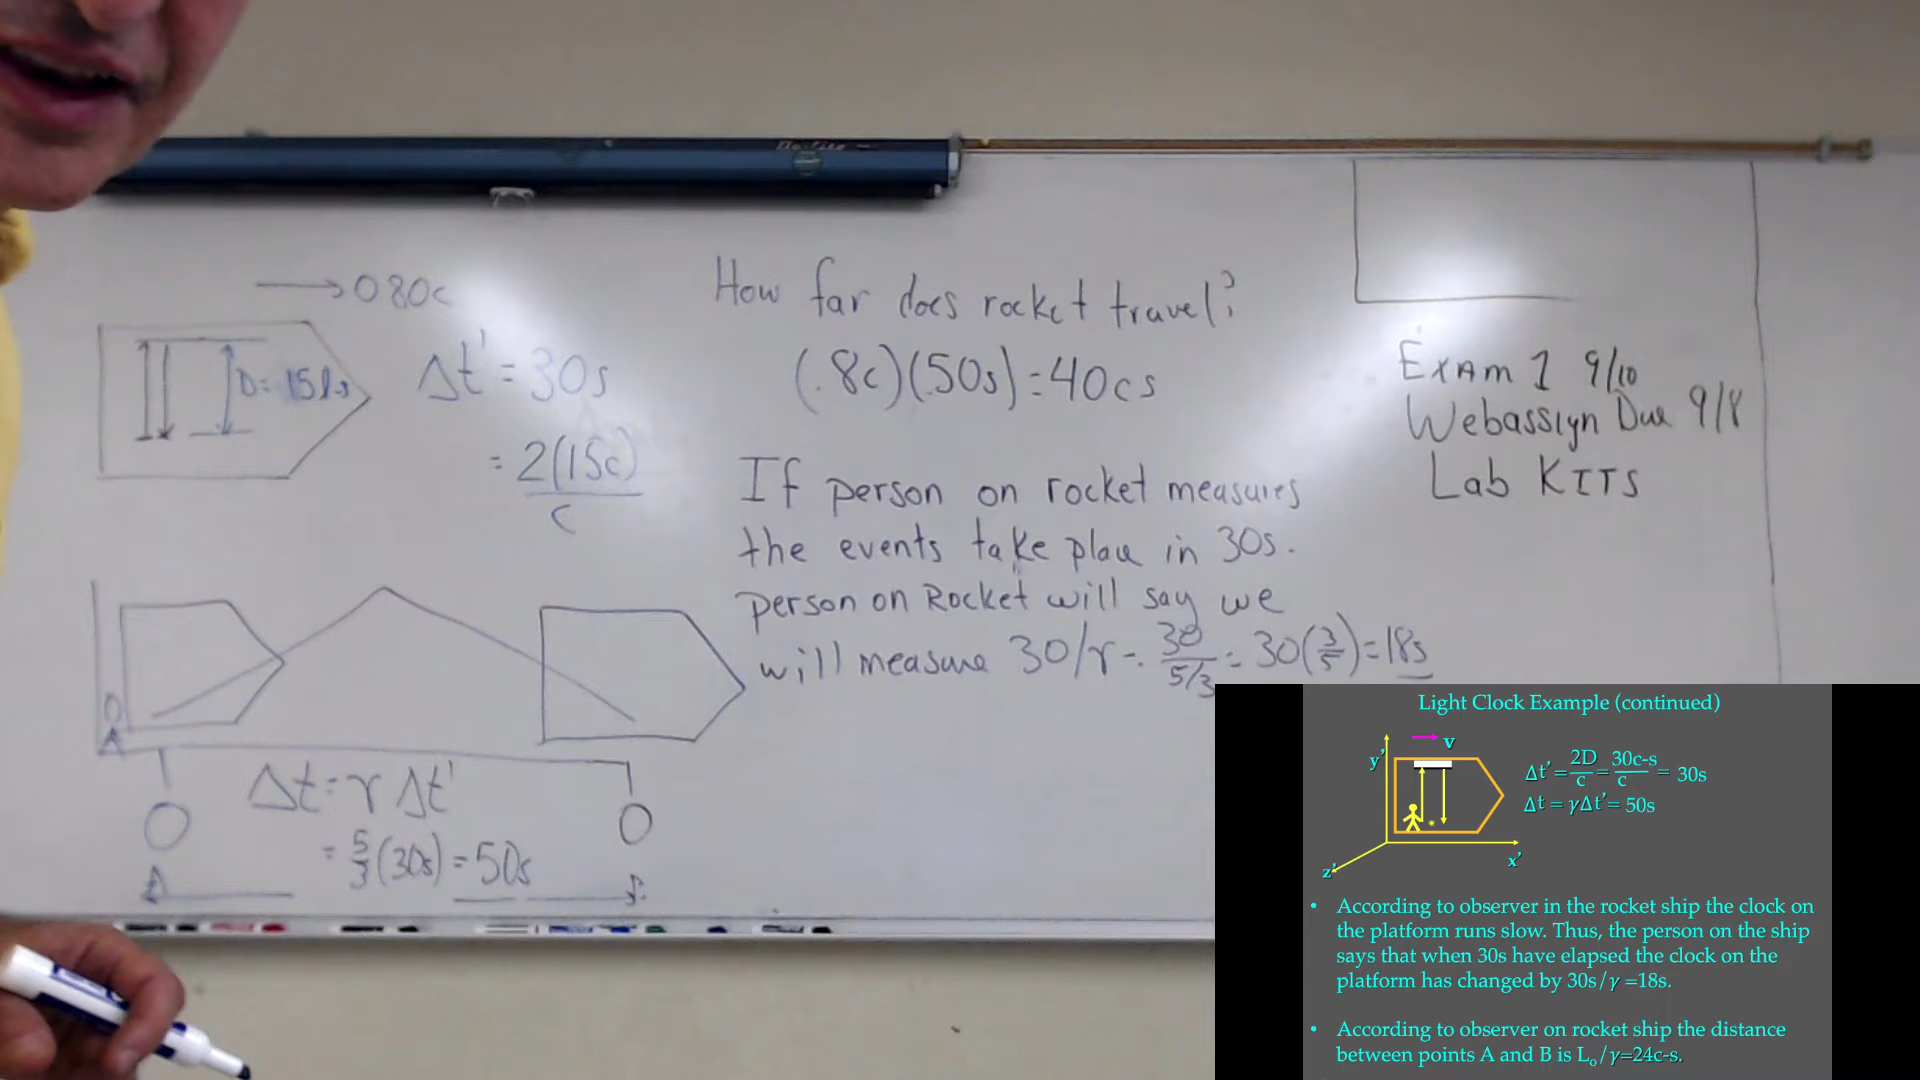 Da-Lite
→ 0.80c
D = 15 l.s
Δt' = 30s
= 2(15c)
c
How far does rocket travel?
(.8c)(50s) = 40cs
If person on rocket measures
the events take place in 30s.
person on Rocket will say we
will measure 30/γ = 30/(5/3) = 30(3/5) = 18s
Exam 1 9/10
Webassign Due 9/8
Lab KITS
Δt = γ Δt'
= 5/3 (30s) = 50s
A
Light Clock Example (continued)
v
y'
x'
z'
Δt' = 2D/c = 30c-s/c = 30s
Δt = γΔt' = 50s
• According to observer in the rocket ship the clock on
the platform runs slow. Thus, the person on the ship
says that when 30s have elapsed the clock on the
platform has changed by 30s/γ =18s.
• According to observer on rocket ship the distance
between points A and B is Lo/γ=24c-s.